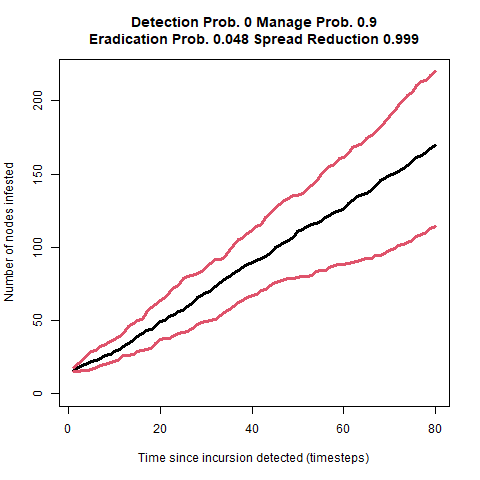 Detection Prob. 0 Manage Prob. 0.9
Eradication Prob. 0.048 Spread Reduction 0.999
Number of nodes infested
200
150
100
50
0
0 20 40 60 80
Time since incursion detected (timesteps)